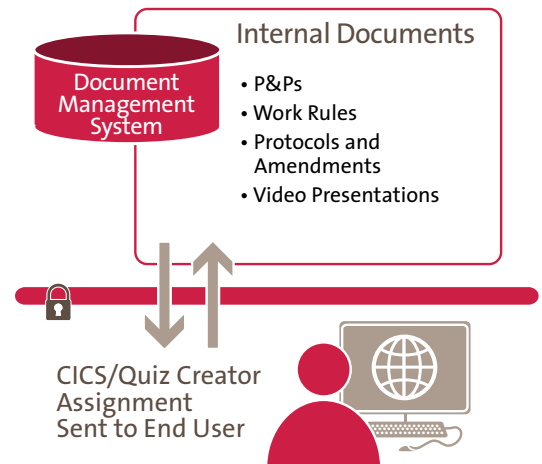 Internal Documents
Document
Management
System
• P&Ps
• Work Rules
• Protocols and
Amendments
• Video Presentations
CICS/Quiz Creator
Assignment
Sent to End User